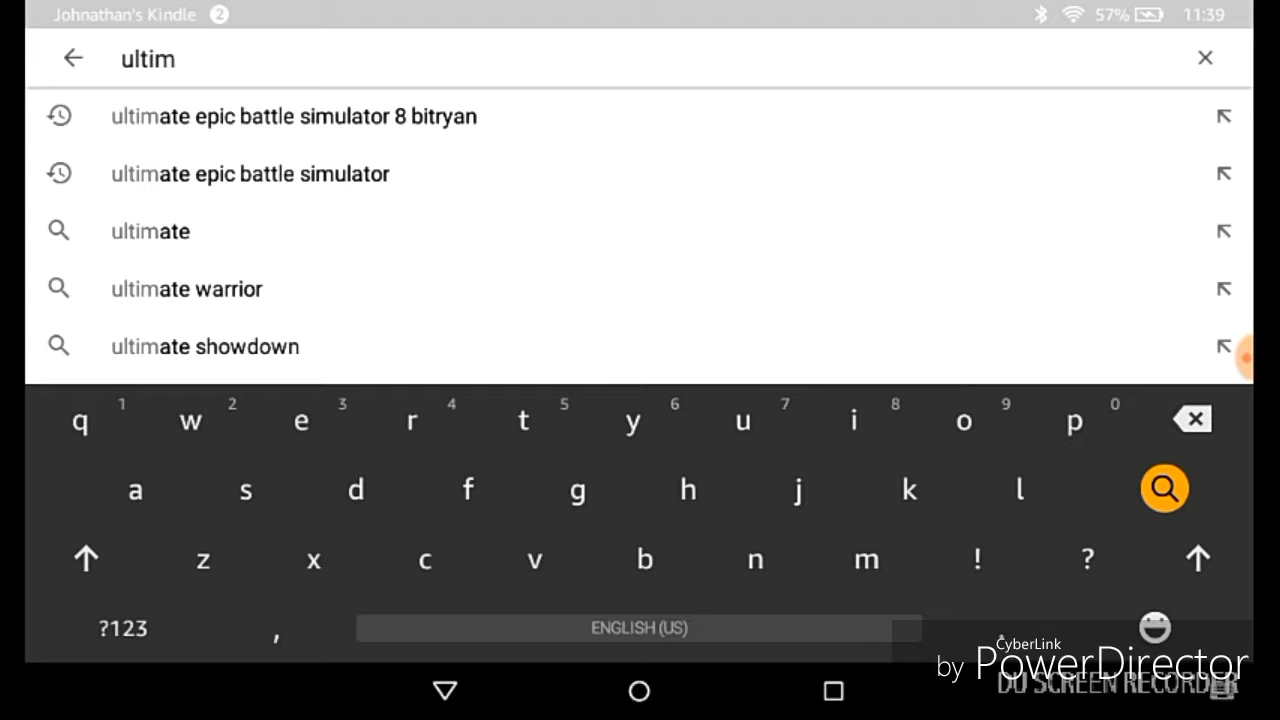 Johnathan's Kindle 2 57% 11:39
ultim
ultimate epic battle simulator 8 bitryan
ultimate epic battle simulator
ultimate
ultimate warrior
ultimate showdown
1 2 3 4 5 6 7 8 9 0
q w e r t y u i o p
a s d f g h j k l
z x c v b n m ! ?
?123 , ENGLISH (US)
CyberLink
by PowerDirector
DU SCREEN RECORDER